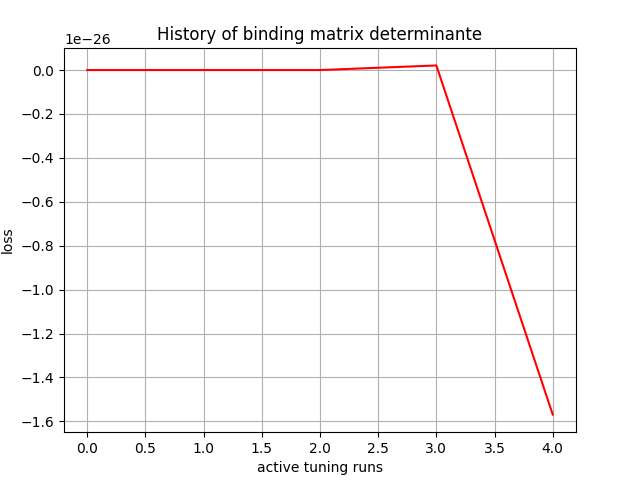 History of binding matrix determinante
1e−26
0.0
−0.2
−0.4
−0.6
−0.8
−1.0
−1.2
−1.4
−1.6
loss
0.0 0.5 1.0 1.5 2.0 2.5 3.0 3.5 4.0
active tuning runs